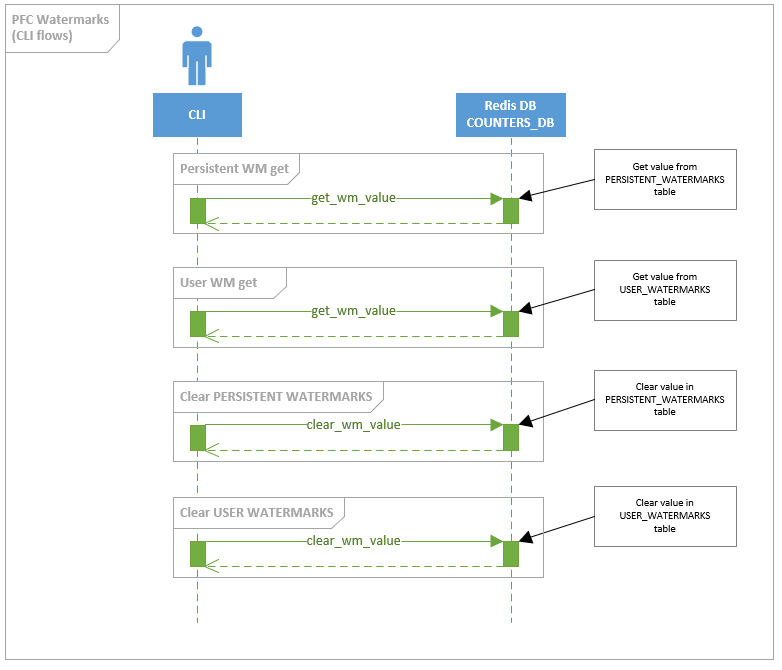 PFC Watermarks
(CLI flows)
CLI
Redis DB
COUNTERS_DB
Persistent WM get
get_wm_value
Get value from
PERSISTENT_WATERMARKS
table
User WM get
get_wm_value
Get value from
USER_WATERMARKS
table
Clear PERSISTENT WATERMARKS
clear_wm_value
Clear value in
PERSISTENT_WATERMARKS
table
Clear USER WATERMARKS
clear_wm_value
Clear value in
USER_WATERMARKS
table